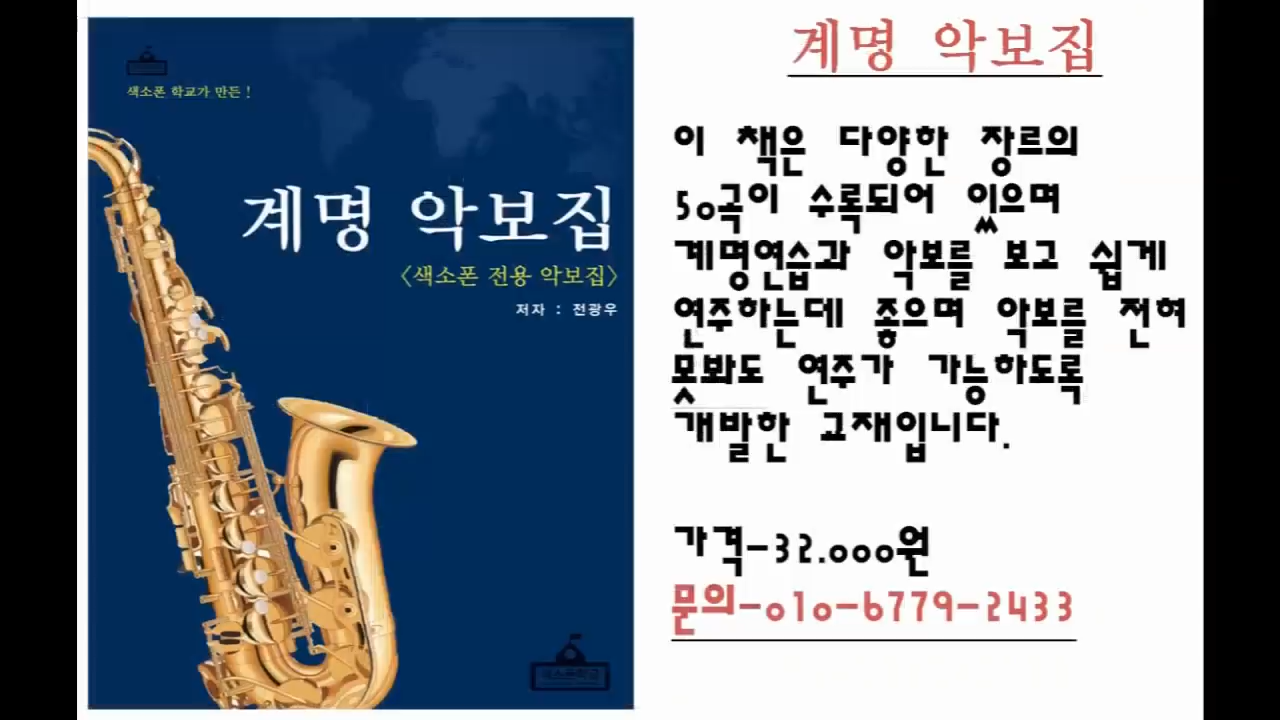 색소폰 학교가 만든 !
계명 악보집
<색소폰 전용 악보집>
저자 : 전광우
색소폰학교
계명 악보집
이 책은 다양한 장르의
50곡이 수록되어 있으며
계명연습과 악보를 보고 쉽게
연주하는데 좋으며 악보를 전혀
못봐도 연주가 가능하도록
개발한 교재입니다.
가격-32.000원
문의-010-6779-2433